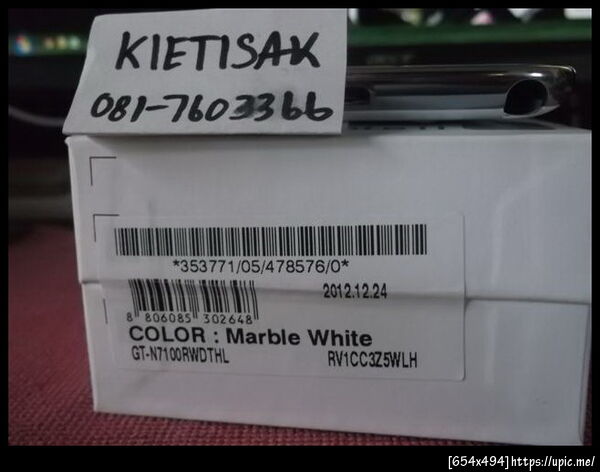 KIETISAK
081-7603366
*353771/05/478576/0*
2012.12.24
8 806085 302648
COLOR : Marble White
GT-N7100RWDTHL RV1CC3Z5WLH
[654x494]https://upic.me/